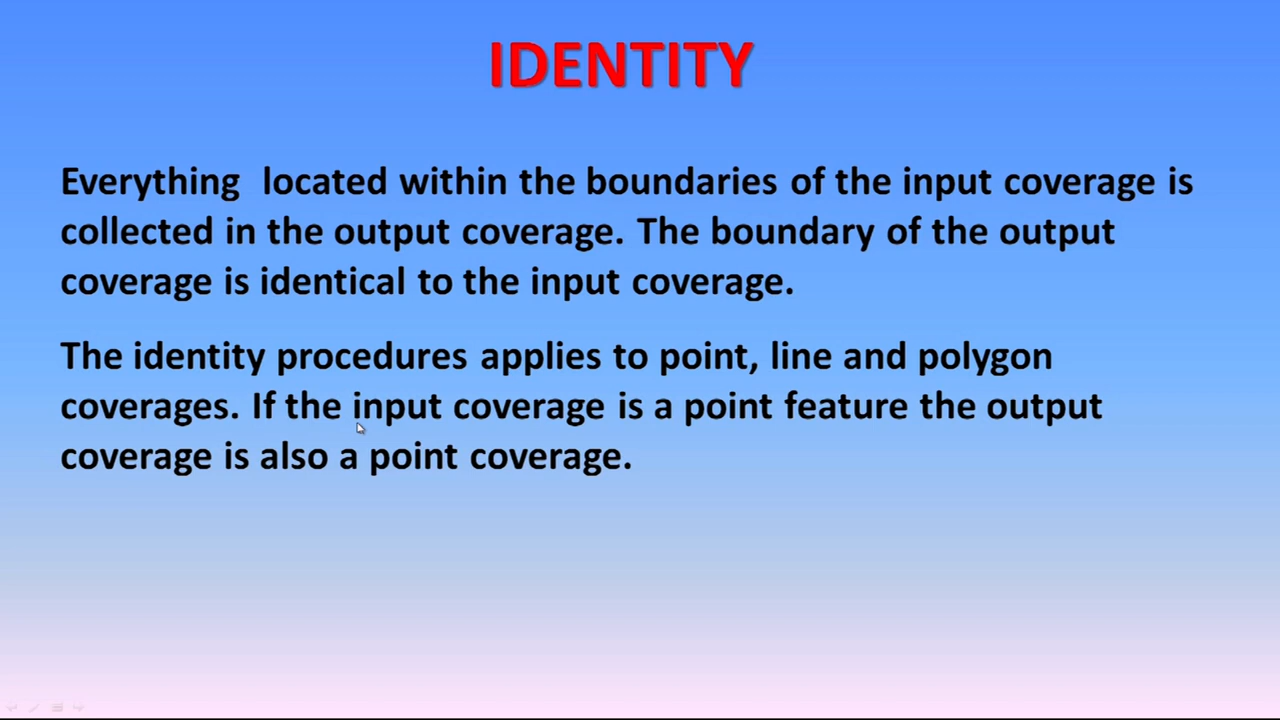 IDENTITY
Everything located within the boundaries of the input coverage is
collected in the output coverage. The boundary of the output
coverage is identical to the input coverage.
The identity procedures applies to point, line and polygon
coverages. If the input coverage is a point feature the output
coverage is also a point coverage.